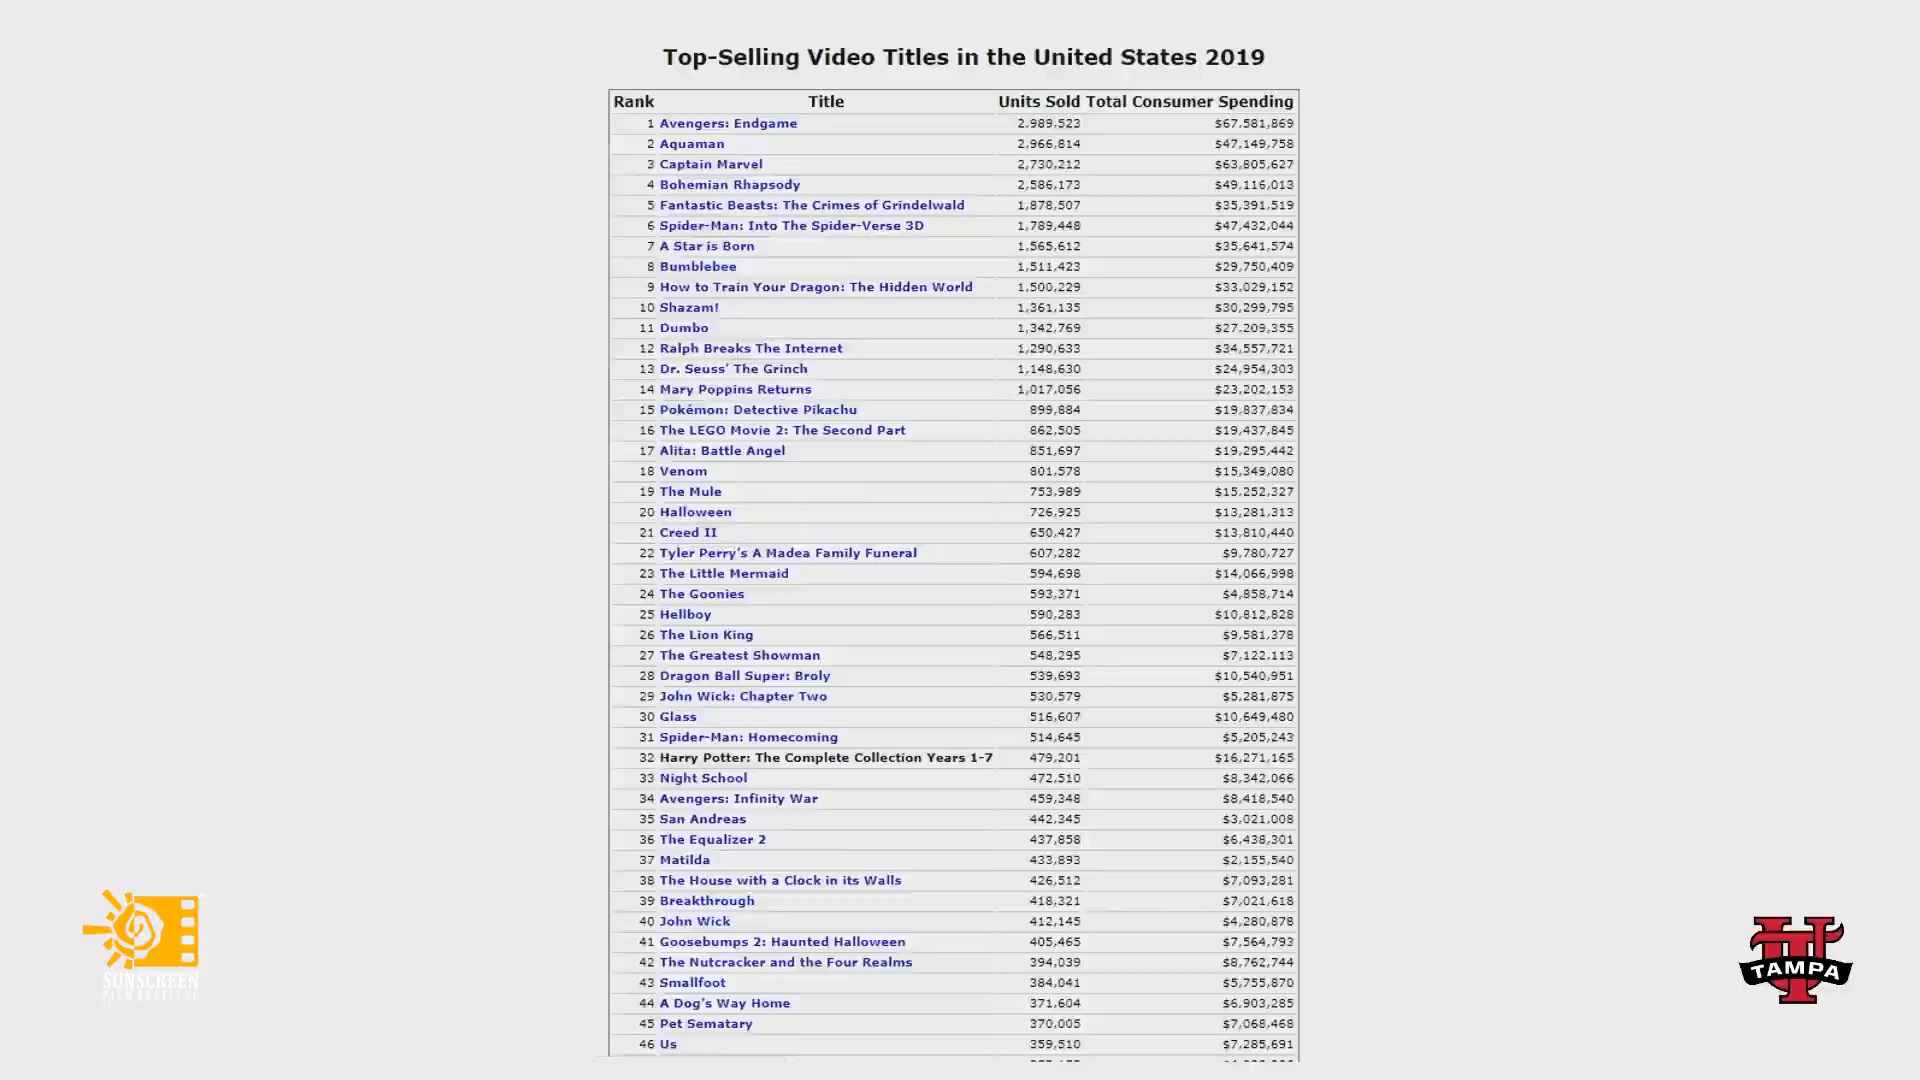 Top-Selling Video Titles in the United States 2019
Rank Title Units Sold Total Consumer Spending
1 Avengers: Endgame 2,989,523 $67,581,869
2 Aquaman 2,966,814 $47,149,758
3 Captain Marvel 2,730,212 $63,805,627
4 Bohemian Rhapsody 2,586,173 $49,116,013
5 Fantastic Beasts: The Crimes of Grindelwald 1,878,507 $35,391,519
6 Spider-Man: Into The Spider-Verse 3D 1,789,448 $47,432,044
7 A Star is Born 1,565,612 $35,641,574
8 Bumblebee 1,511,423 $29,750,409
9 How to Train Your Dragon: The Hidden World 1,500,229 $33,029,152
10 Shazam! 1,361,135 $30,299,795
11 Dumbo 1,342,769 $27,209,355
12 Ralph Breaks The Internet 1,290,633 $34,557,721
13 Dr. Seuss’ The Grinch 1,148,630 $24,954,303
14 Mary Poppins Returns 1,017,056 $23,202,153
15 Pokémon: Detective Pikachu 899,884 $19,837,834
16 The LEGO Movie 2: The Second Part 862,505 $19,437,845
17 Alita: Battle Angel 851,697 $19,295,442
18 Venom 801,578 $15,349,080
19 The Mule 753,989 $15,252,327
20 Halloween 726,925 $13,281,313
21 Creed II 650,427 $13,810,440
22 Tyler Perry’s A Madea Family Funeral 607,282 $9,780,727
23 The Little Mermaid 594,698 $14,066,998
24 The Goonies 593,371 $4,858,714
25 Hellboy 590,283 $10,812,828
26 The Lion King 566,511 $9,581,378
27 The Greatest Showman 548,295 $7,122,113
28 Dragon Ball Super: Broly 539,693 $10,540,951
29 John Wick: Chapter Two 530,579 $5,281,875
30 Glass 516,607 $10,649,480
31 Spider-Man: Homecoming 514,645 $5,205,243
32 Harry Potter: The Complete Collection Years 1-7 479,201 $16,271,165
33 Night School 472,510 $8,342,066
34 Avengers: Infinity War 459,348 $8,418,540
35 San Andreas 442,345 $3,021,008
36 The Equalizer 2 437,858 $6,438,301
37 Matilda 433,893 $2,155,540
38 The House with a Clock in its Walls 426,512 $7,093,281
39 Breakthrough 418,321 $7,021,618
40 John Wick 412,145 $4,280,878
41 Goosebumps 2: Haunted Halloween 405,465 $7,564,793
42 The Nutcracker and the Four Realms 394,039 $8,762,744
43 Smallfoot 384,041 $5,755,870
44 A Dog’s Way Home 371,604 $6,903,285
45 Pet Sematary 370,005 $7,068,468
46 Us 359,510 $7,285,691
SUNSCREEN
FILM FESTIVAL
TAMPA